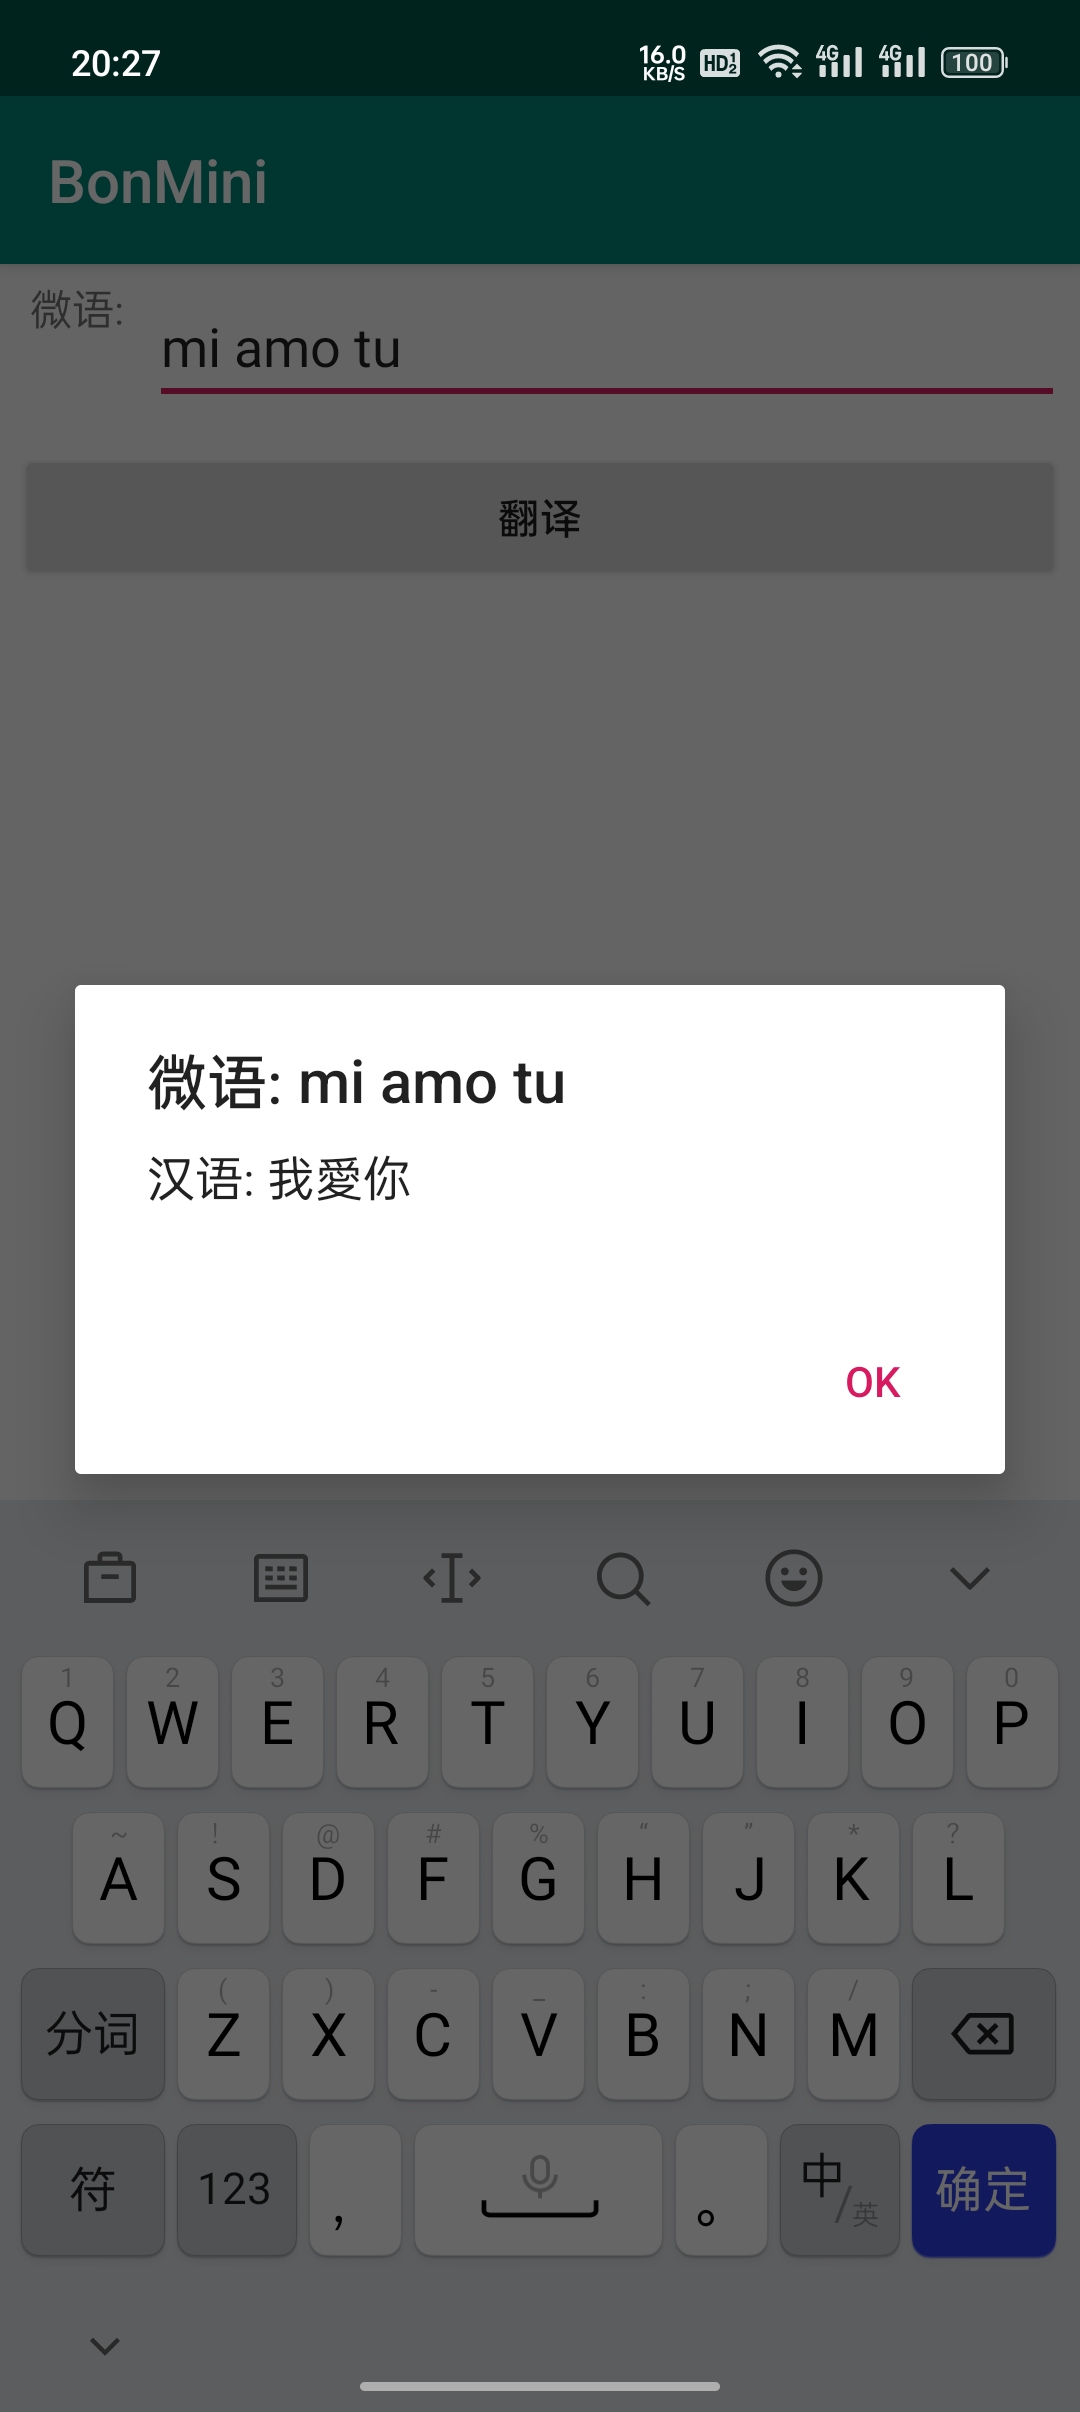 20:27
16.0 KB/S HD 1 2 4G 4G 100
BonMini
微语:
mi amo tu
翻译
微语: mi amo tu
汉语: 我愛你
OK
1 2 3 4 5 6 7 8 9 0
Q W E R T Y U I O P
~ ! @ # % “ ” * ?
A S D F G H J K L
( ) - _ : ; /
分词 Z X C V B N M
符 123 , 。 中/英 确定